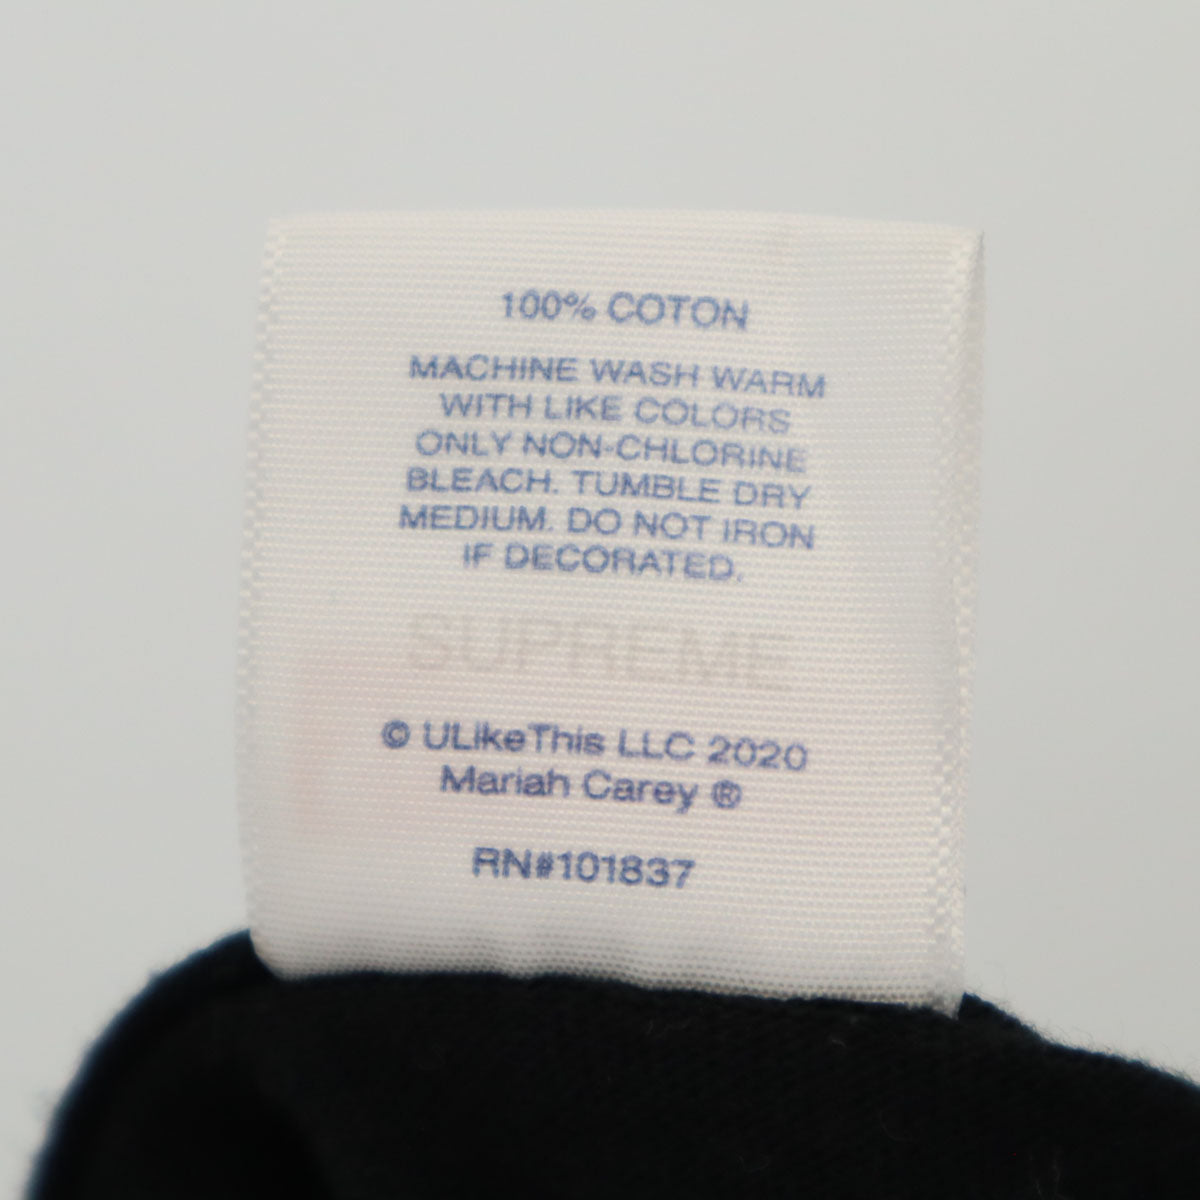 100% COTON
MACHINE WASH WARM
WITH LIKE COLORS
ONLY NON-CHLORINE
BLEACH. TUMBLE DRY
MEDIUM. DO NOT IRON
IF DECORATED.
SUPREME
© ULikeThis LLC 2020
Mariah Carey ®
RN#101837